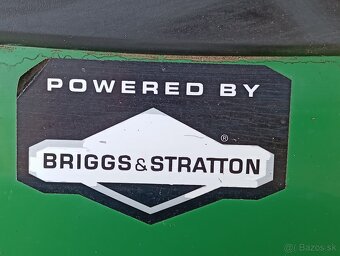 POWERED BY
®
BRIGGS & STRATTON
© Bazos.sk